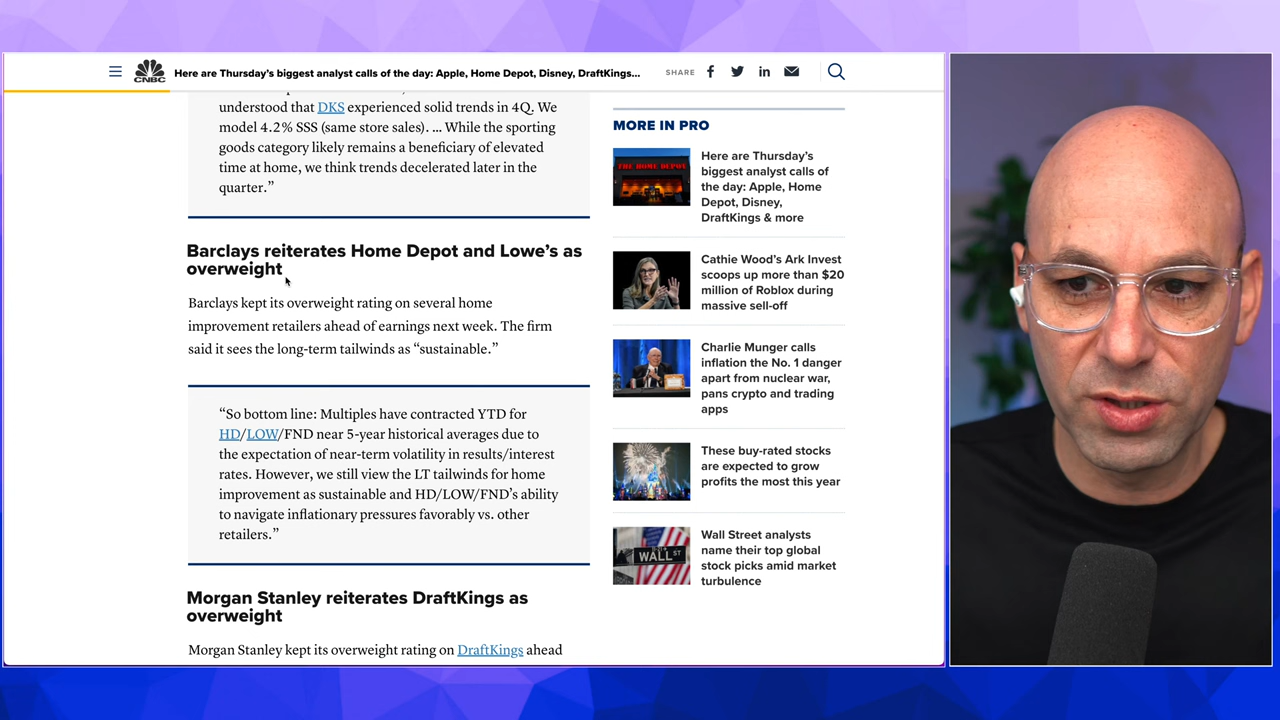 CNBC
Here are Thursday's biggest analyst calls of the day: Apple, Home Depot, Disney, DraftKings...
SHARE
understood that DKS experienced solid trends in 4Q. We
model 4.2% SSS (same store sales). ... While the sporting
goods category likely remains a beneficiary of elevated
time at home, we think trends decelerated later in the
quarter.”
Barclays reiterates Home Depot and Lowe’s as
overweight
Barclays kept its overweight rating on several home
improvement retailers ahead of earnings next week. The firm
said it sees the long-term tailwinds as “sustainable.”
“So bottom line: Multiples have contracted YTD for
HD/LOW/FND near 5-year historical averages due to
the expectation of near-term volatility in results/interest
rates. However, we still view the LT tailwinds for home
improvement as sustainable and HD/LOW/FND’s ability
to navigate inflationary pressures favorably vs. other
retailers.”
Morgan Stanley reiterates DraftKings as
overweight
Morgan Stanley kept its overweight rating on DraftKings ahead
MORE IN PRO
THE HOME DEPOT
Here are Thursday’s
biggest analyst calls of
the day: Apple, Home
Depot, Disney,
DraftKings & more
Cathie Wood’s Ark Invest
scoops up more than $20
million of Roblox during
massive sell-off
Charlie Munger calls
inflation the No. 1 danger
apart from nuclear war,
pans crypto and trading
apps
These buy-rated stocks
are expected to grow
profits the most this year
WALL ST
Wall Street analysts
name their top global
stock picks amid market
turbulence